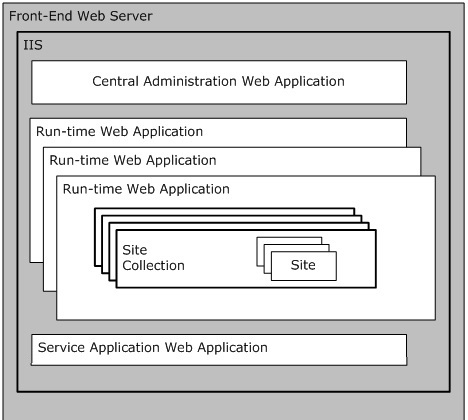 Front-End Web Server
IIS
Central Administration Web Application
Run-time Web Application
Run-time Web Application
Run-time Web Application
Site
Collection
Site
Service Application Web Application